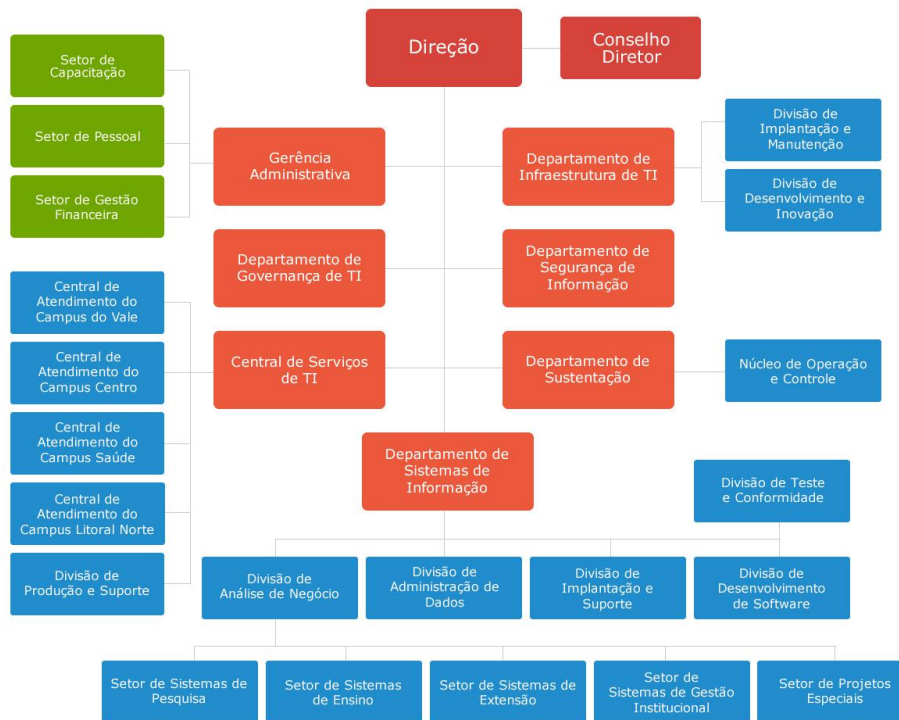 Direção
Conselho
Diretor
Setor de
Capacitação
Setor de Pessoal
Setor de Gestão
Financeira
Gerência
Administrativa
Departamento de
Infraestrutura de TI
Divisão de
Implantação e
Manutenção
Divisão de
Desenvolvimento e
Inovação
Departamento de
Governança de TI
Departamento de
Segurança de
Informação
Central de
Atendimento do
Campus do Vale
Central de
Atendimento do
Campus Centro
Central de
Atendimento do
Campus Saúde
Central de
Atendimento do
Campus Litoral Norte
Divisão de
Produção e Suporte
Central de Serviços
de TI
Departamento de
Sustentação
Núcleo de Operação
e Controle
Departamento de
Sistemas de
Informação
Divisão de Teste
e Conformidade
Divisão de
Análise de Negócio
Divisão de
Administração de
Dados
Divisão de
Implantação e
Suporte
Divisão de
Desenvolvimento
de Software
Setor de Sistemas de
Pesquisa
Setor de Sistemas
de Ensino
Setor de Sistemas de
Extensão
Setor de
Sistemas de Gestão
Institucional
Setor de Projetos
Especiais